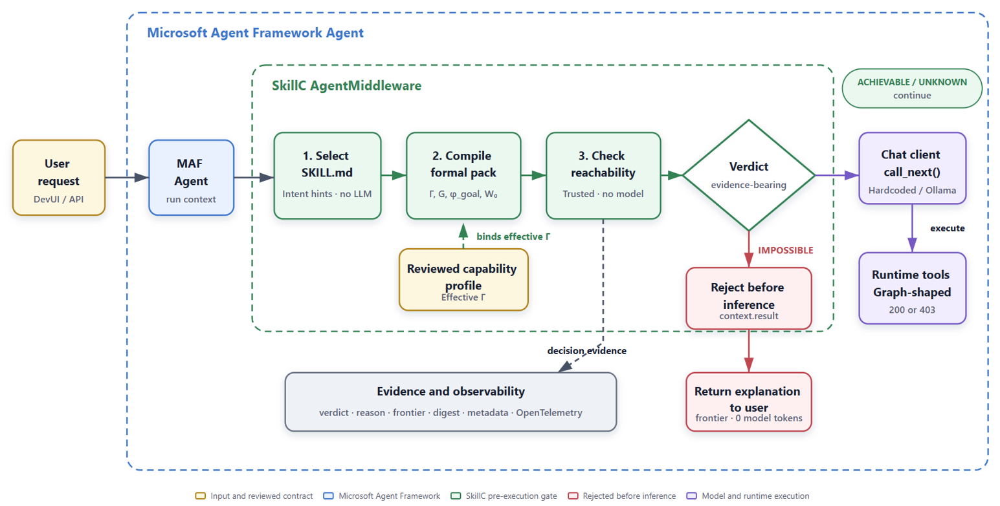 Microsoft Agent Framework Agent
SkillC AgentMiddleware
ACHIEVABLE / UNKNOWN
continue
User
request
DevUI / API
MAF
Agent
run context
1. Select
SKILL.md
Intent hints · no LLM
2. Compile
formal pack
Γ, G, φ_goal, W₀
3. Check
reachability
Trusted · no model
Verdict
evidence-bearing
Chat client
call_next()
Hardcoded / Ollama
binds effective Γ
execute
IMPOSSIBLE
Reviewed capability
profile
Effective Γ
Reject before
inference
context.result
Runtime tools
Graph-shaped
200 or 403
decision evidence
Evidence and observability
verdict · reason · frontier · digest · metadata · OpenTelemetry
Return explanation
to user
frontier · 0 model tokens
Input and reviewed contract
Microsoft Agent Framework
SkillC pre-execution gate
Rejected before inference
Model and runtime execution